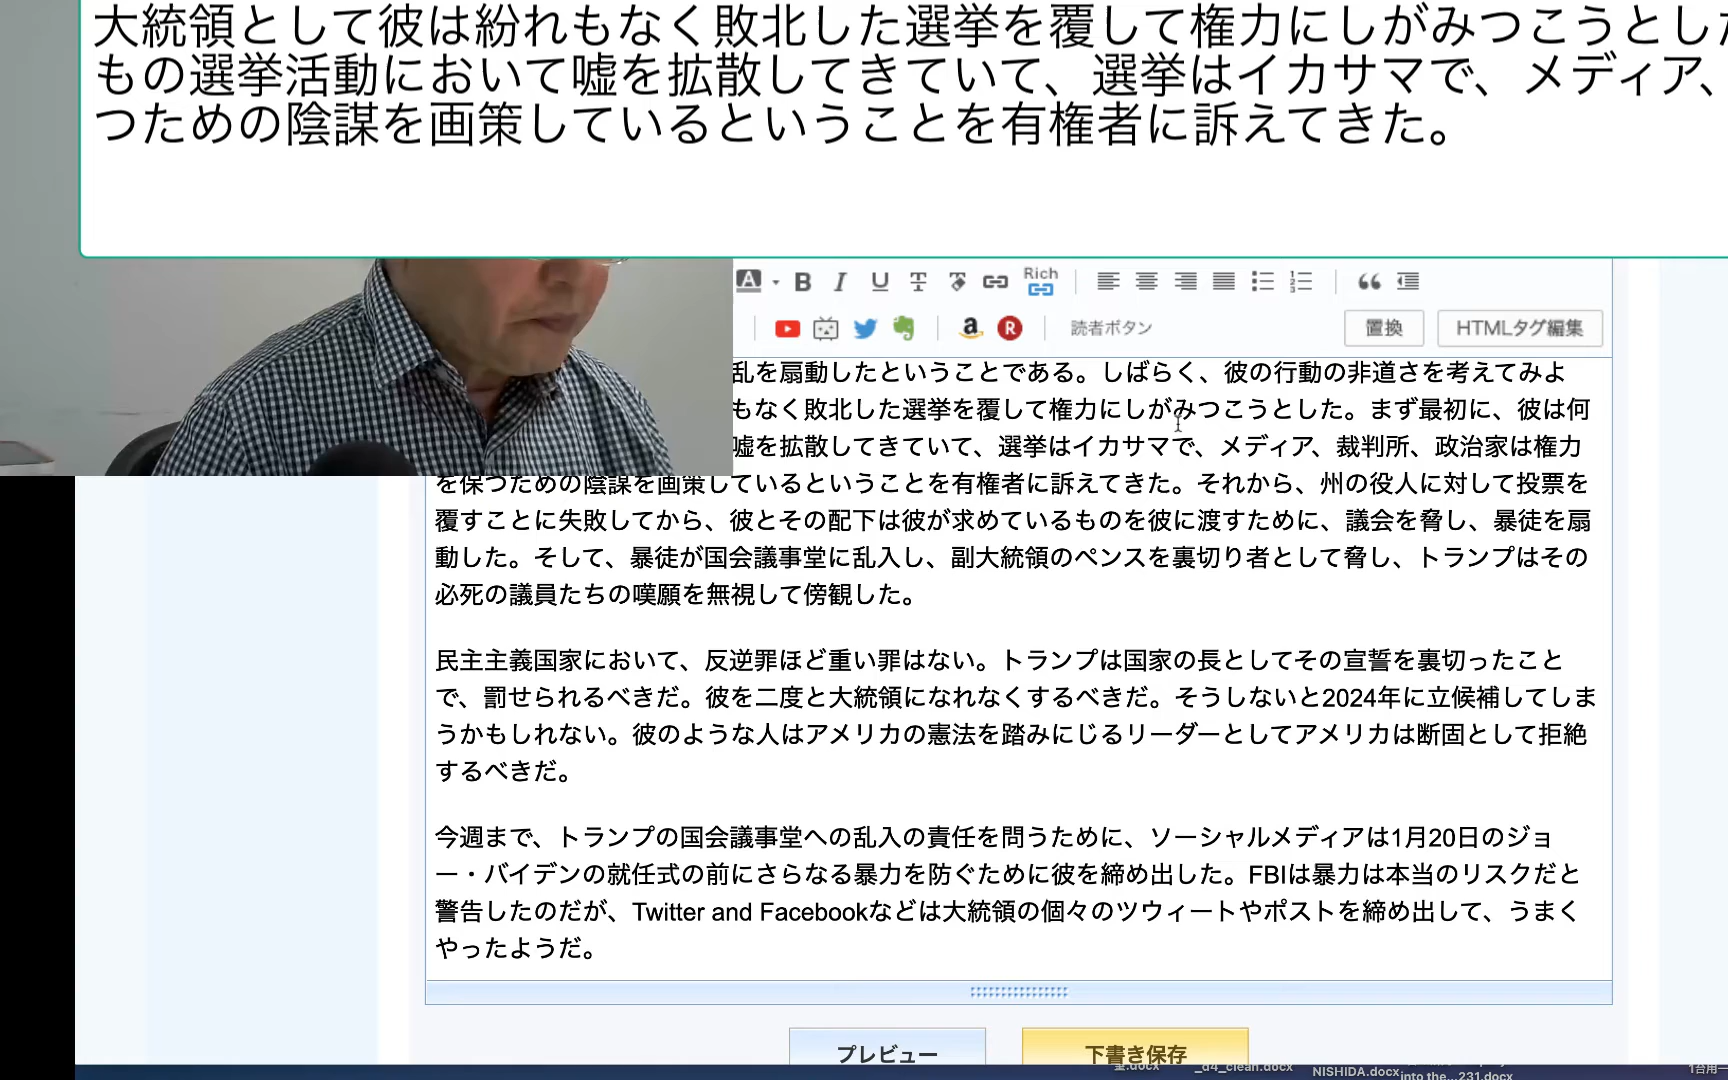 大統領として彼は紛れもなく敗北した選挙を覆して権力にしがみつこうとした
もの選挙活動において嘘を拡散してきていて、選挙はイカサマで、メディア、
つための陰謀を画策しているということを有権者に訴えてきた。
A B I U T Rich
a R 読者ボタン 置換 HTMLタグ編集
乱を扇動したということである。しばらく、彼の行動の非道さを考えてみよ
もなく敗北した選挙を覆して権力にしがみつこうとした。まず最初に、彼は何
嘘を拡散してきていて、選挙はイカサマで、メディア、裁判所、政治家は権力
を保つための陰謀を画策しているということを有権者に訴えてきた。それから、州の役人に対して投票を
覆すことに失敗してから、彼とその配下は彼が求めているものを彼に渡すために、議会を脅し、暴徒を扇
動した。そして、暴徒が国会議事堂に乱入し、副大統領のペンスを裏切り者として脅し、トランプはその
必死の議員たちの嘆願を無視して傍観した。
民主主義国家において、反逆罪ほど重い罪はない。トランプは国家の長としてその宣誓を裏切ったこと
で、罰せられるべきだ。彼を二度と大統領になれなくするべきだ。そうしないと2024年に立候補してしま
うかもしれない。彼のような人はアメリカの憲法を踏みにじるリーダーとしてアメリカは断固として拒絶
するべきだ。
今週まで、トランプの国会議事堂への乱入の責任を問うために、ソーシャルメディアは1月20日のジョ
ー・バイデンの就任式の前にさらなる暴力を防ぐために彼を締め出した。FBIは暴力は本当のリスクだと
警告したのだが、Twitter and Facebookなどは大統領の個々のツウィートやポストを締め出して、うまく
やったようだ。
プレビュー 下書き保存
_d4_clean.docx NISHIDA.docx into the...231.docx